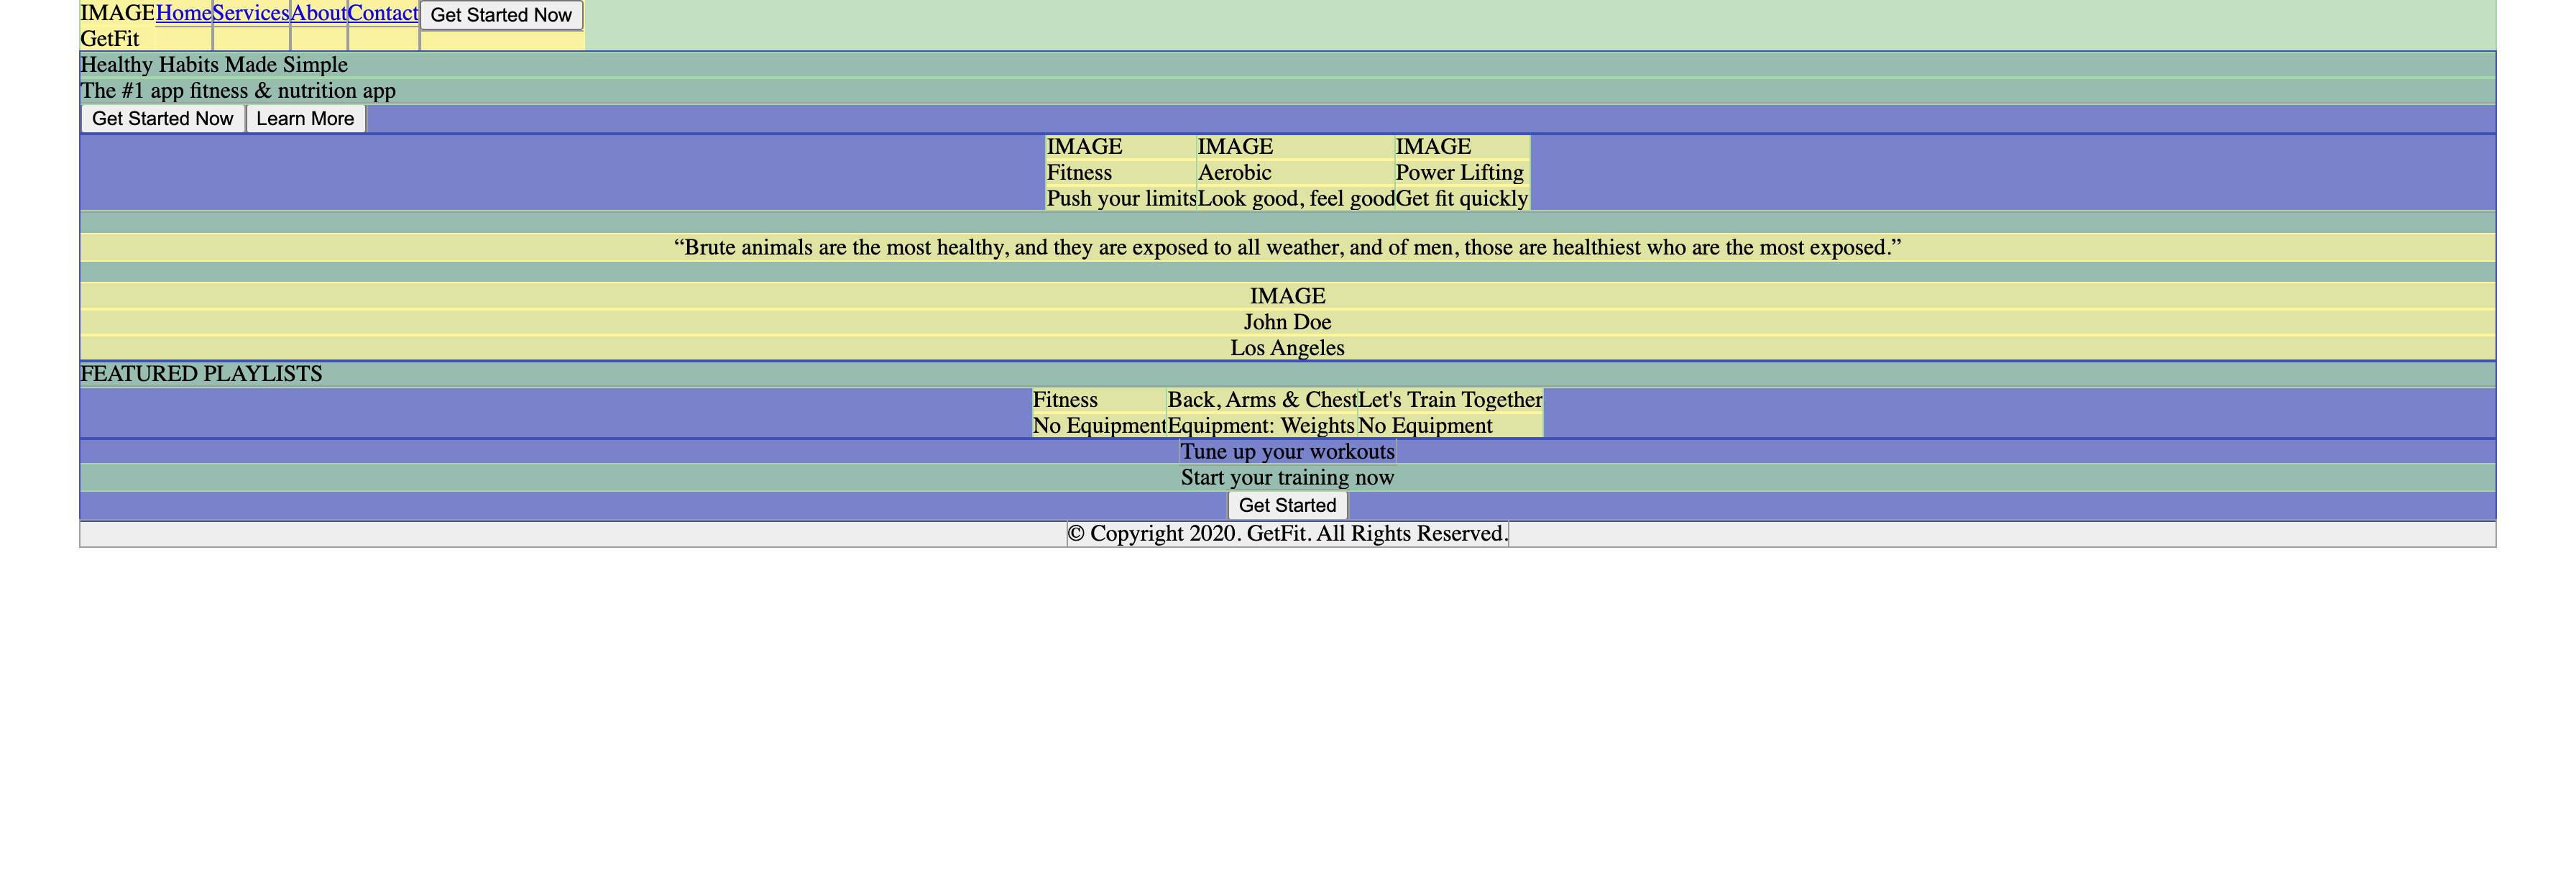 IMAGE Home Services About Contact Get Started Now
GetFit
Healthy Habits Made Simple
The #1 app fitness & nutrition app
Get Started Now Learn More
IMAGE IMAGE IMAGE
Fitness Aerobic Power Lifting
Push your limits Look good, feel good Get fit quickly
“Brute animals are the most healthy, and they are exposed to all weather, and of men, those are healthiest who are the most exposed.”
IMAGE
John Doe
Los Angeles
FEATURED PLAYLISTS
Fitness Back, Arms & Chest Let's Train Together
No Equipment Equipment: Weights No Equipment
Tune up your workouts
Start your training now
Get Started
© Copyright 2020. GetFit. All Rights Reserved.